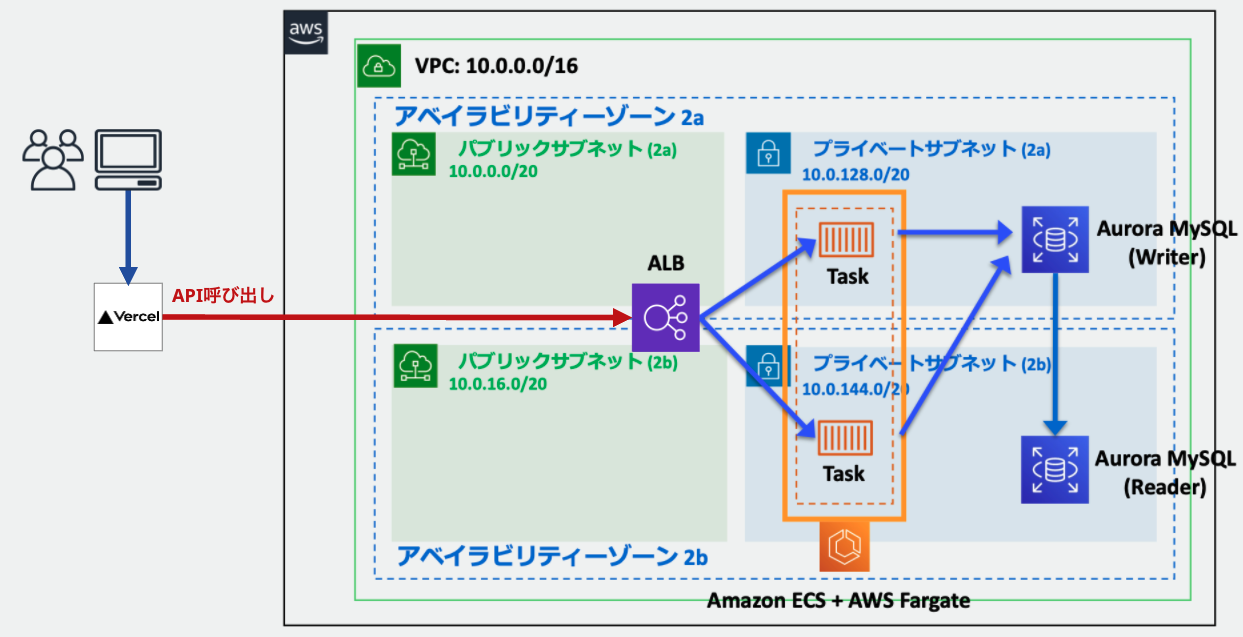 aws
VPC: 10.0.0.0/16
アベイラビリティーゾーン 2a
パブリックサブネット (2a)
10.0.0.0/20
プライベートサブネット (2a)
10.0.128.0/20
Aurora MySQL
(Writer)
Task
ALB
API呼び出し
Vercel
パブリックサブネット (2b)
10.0.16.0/20
プライベートサブネット (2b)
10.0.144.0/20
Task
Aurora MySQL
(Reader)
アベイラビリティーゾーン 2b
Amazon ECS + AWS Fargate